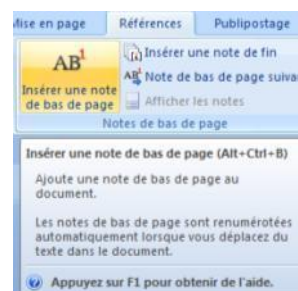 Mise en page Références Publipostage
AB1
Insérer une note
de bas de page
Insérer une note de fin
AB Note de bas de page suiva
Afficher les notes
Notes de bas de page
Insérer une note de bas de page (Alt+Ctrl+B)
Ajoute une note de bas de page au
document.
Les notes de bas de page sont renumérotées
automatiquement lorsque vous déplacez du
texte dans le document.
Appuyez sur F1 pour obtenir de l'aide.